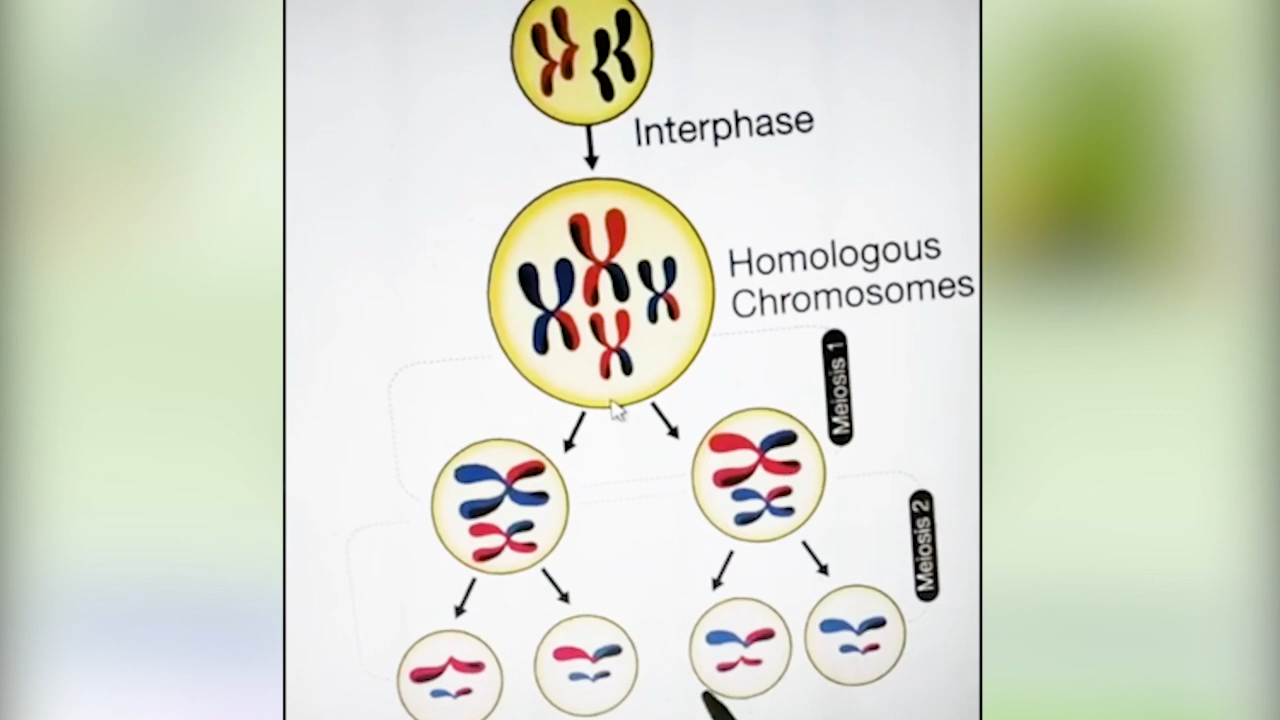 Interphase
Homologous
Chromosomes
Meiosis 1
Meiosis 2